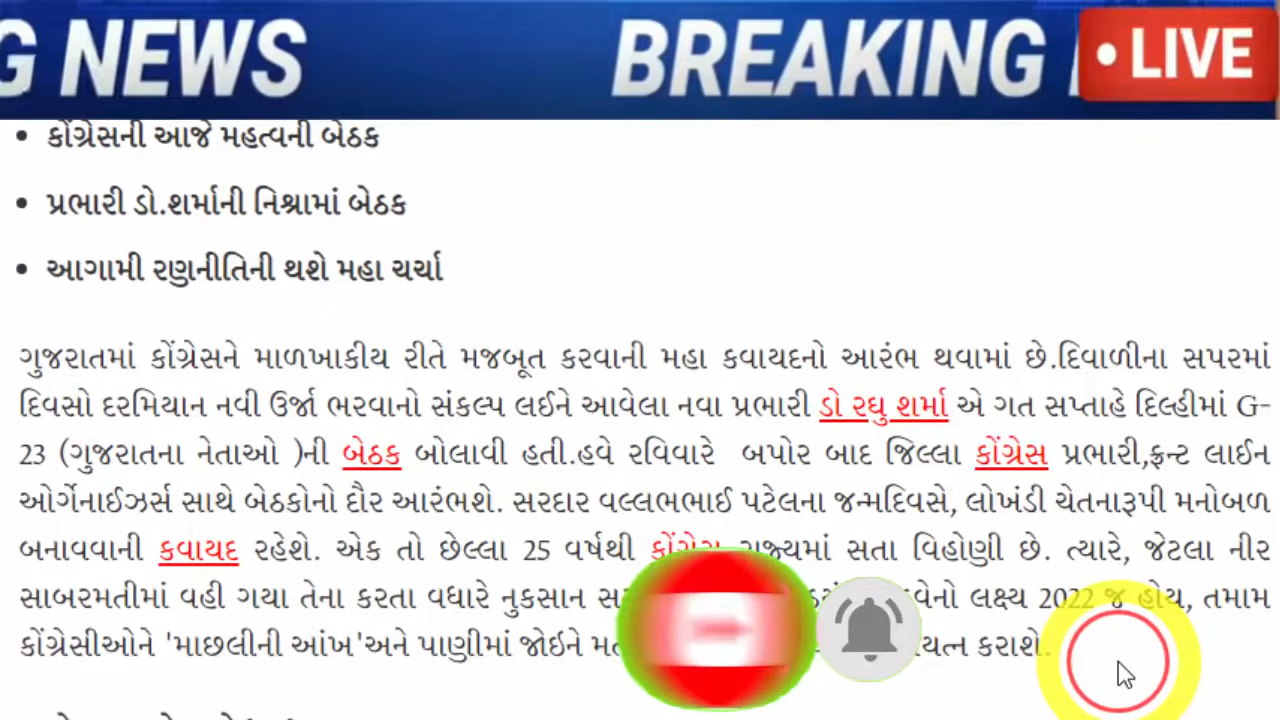 G NEWS BREAKING LIVE
• કોંગ્રેસની આજે મહત્વની બેઠક
• પ્રભારી ડો.શર્માની નિશ્રામાં બેઠક
• આગામી રણનીતિની થશે મહા ચર્ચા
ગુજરાતમાં કોંગ્રેસને માળખાકીય રીતે મજબૂત કરવાની મહા કવાયદનો આરંભ થવામાં છે.દિવાળીના સપરમાં
દિવસો દરમિયાન નવી ઉર્જા ભરવાનો સંકલ્પ લઈને આવેલા નવા પ્રભારી ડો રઘુ શર્મા એ ગત સપ્તાહે દિલ્હીમાં G-
23 (ગુજરાતના નેતાઓ )ની બેઠક બોલાવી હતી.હવે રવિવારે બપોર બાદ જિલ્લા કોંગ્રેસ પ્રભારી,ફ્રન્ટ લાઈન
ઓર્ગેનાઈઝર્સ સાથે બેઠકોનો દૌર આરંભશે. સરદાર વલ્લભભાઈ પટેલના જન્મદિવસે, લોખંડી ચેતનારૂપી મનોબળ
બનાવવાની કવાયદ રહેશે. એક તો છેલ્લા 25 વર્ષથી કોંગ્રેસ રાજ્યમાં સતા વિહોણી છે. ત્યારે, જેટલા નીર
સાબરમતીમાં વહી ગયા તેના કરતા વધારે નુકસાન લક્ષ્ય 2022 જ હોય, તમામ
કોંગ્રેસીઓને 'માછલીની આંખ'અને પાણીમાં જોઇને કરાશે.